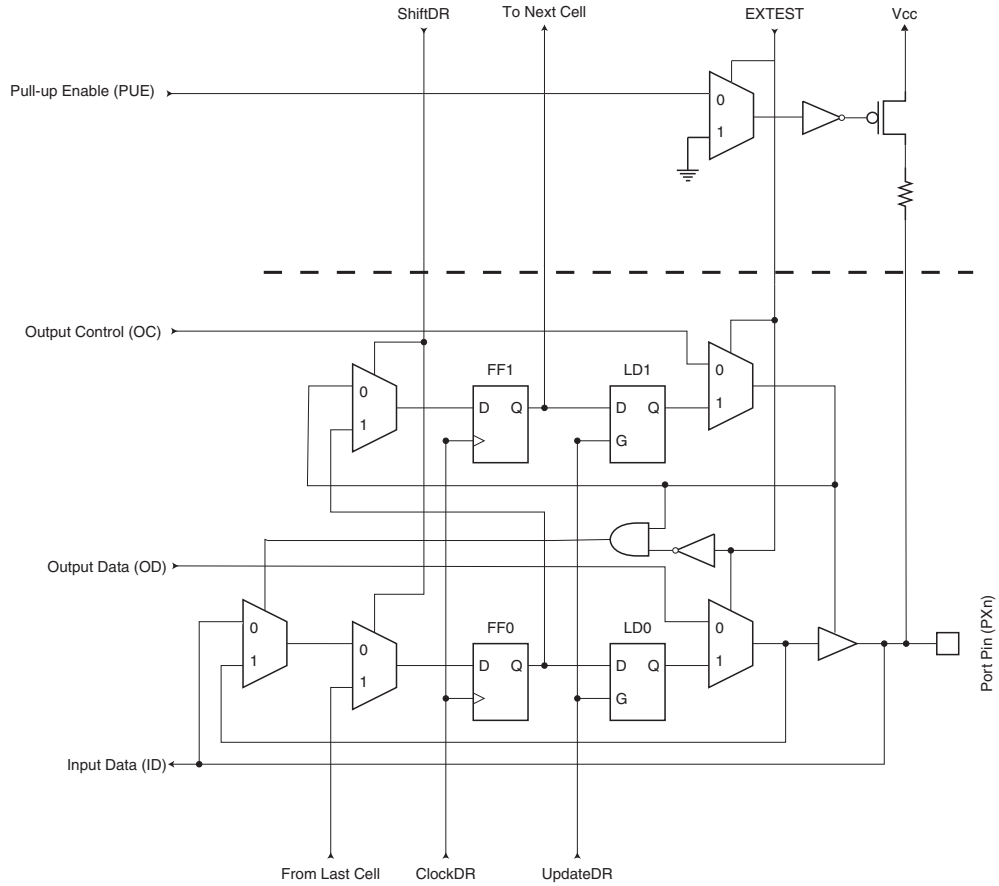 ShiftDR
To Next Cell
EXTEST
Vcc
Pull-up Enable (PUE)
0
1
Output Control (OC)
FF1
LD1
0
0
1
D Q
D Q
1
G
Output Data (OD)
Port Pin (PXn)
FF0
LD0
0
0
0
1
D Q
D Q
1
1
G
Input Data (ID)
From Last Cell
ClockDR
UpdateDR